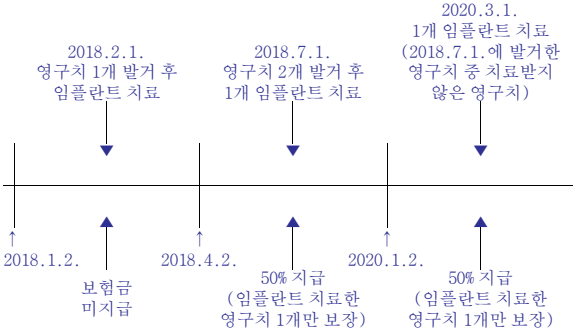 2018.2.1.
영구치 1개 발거 후
임플란트 치료
2018.7.1.
영구치 2개 발거 후
1개 임플란트 치료
2020.3.1.
1개 임플란트 치료
(2018.7.1.에 발거한
영구치 중 치료받지
않은 영구치)
↑
2018.1.2.
↑
2018.4.2.
↑
2020.1.2.
보험금
미지급
50% 지급
(임플란트 치료한
영구치 1개만 보장)
50% 지급
(임플란트 치료한
영구치 1개만 보장)